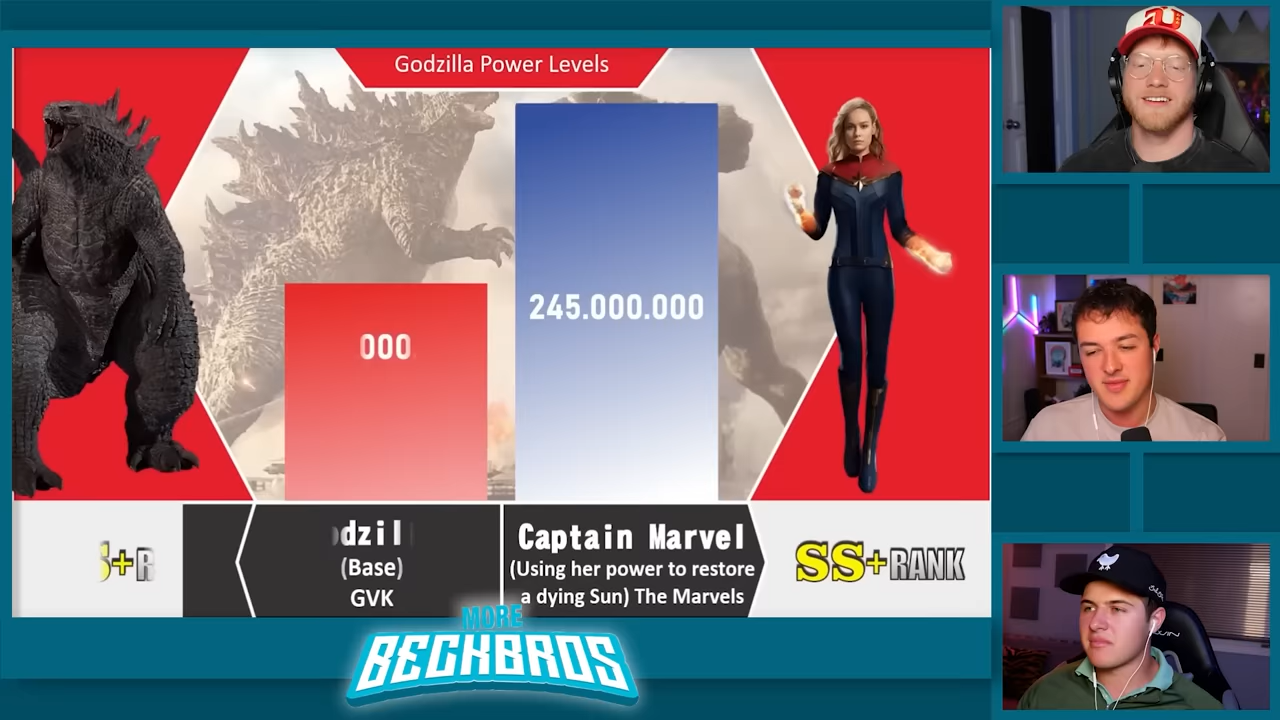 Godzilla Power Levels
000
245.000.000
dzil
(Base)
GVK
Captain Marvel
(Using her power to restore
a dying Sun) The Marvels
+R
SS+RANK
MORE
BECKBROS